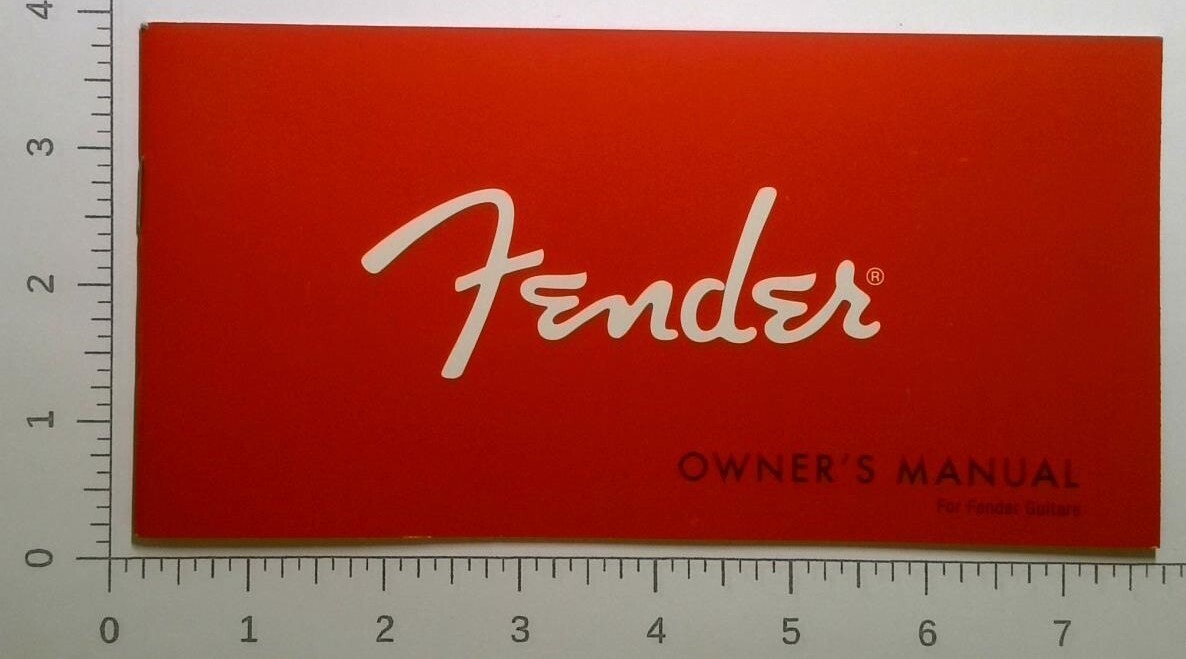 4
3
Fender®
2
1
OWNER'S MANUAL
For Fender Guitars
0
0 1 2 3 4 5 6 7